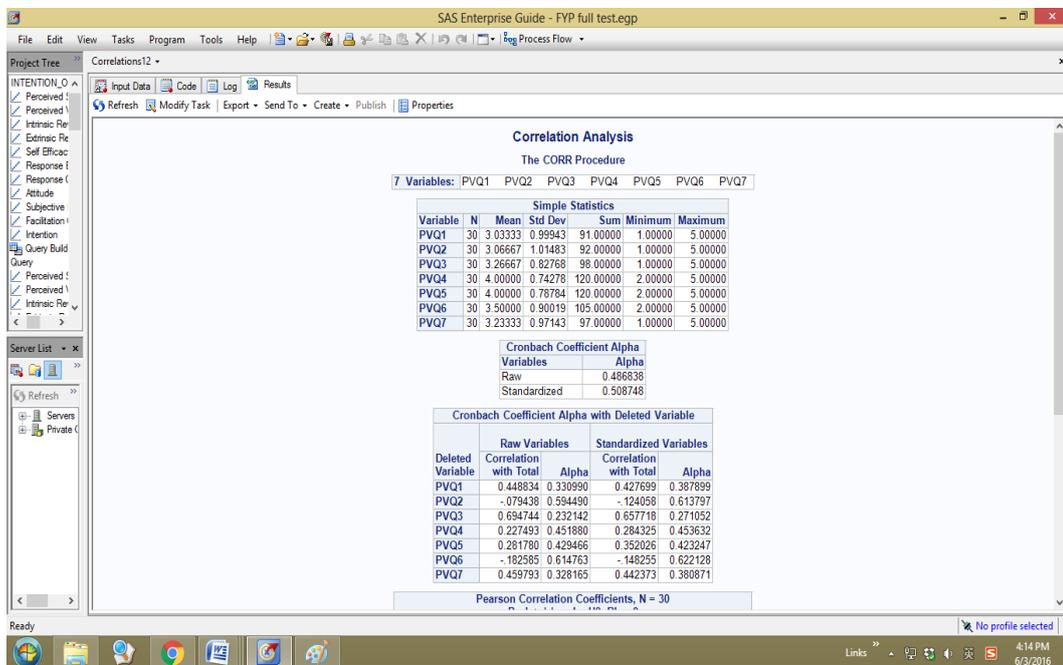 SAS Enterprise Guide - FYP full test.egp
File Edit View Tasks Program Tools Help Process Flow
Project Tree
Correlations12
INTENTION_O
Perceived
Perceived
Intrinsic Re
Extrinsic Re
Self Efficac
Response
Response
Attitude
Subjective
Facilitation
Intention
Query Build
Query
Perceived
Perceived
Intrinsic Re
Server List
Refresh
Servers
Private
Input Data Code Log Results
Refresh Modify Task Export Send To Create Publish Properties
Correlation Analysis
The CORR Procedure
7 Variables: PVQ1 PVQ2 PVQ3 PVQ4 PVQ5 PVQ6 PVQ7
Simple Statistics
Variable N Mean Std Dev Sum Minimum Maximum
PVQ1 30 3.03333 0.99943 91.00000 1.00000 5.00000
PVQ2 30 3.06667 1.01483 92.00000 1.00000 5.00000
PVQ3 30 3.26667 0.82768 98.00000 1.00000 5.00000
PVQ4 30 4.00000 0.74278 120.00000 2.00000 5.00000
PVQ5 30 4.00000 0.78784 120.00000 2.00000 5.00000
PVQ6 30 3.50000 0.90019 105.00000 2.00000 5.00000
PVQ7 30 3.23333 0.97143 97.00000 1.00000 5.00000
Cronbach Coefficient Alpha
Variables Alpha
Raw 0.486838
Standardized 0.508748
Cronbach Coefficient Alpha with Deleted Variable
Raw Variables Standardized Variables
Deleted Correlation Correlation
Variable with Total Alpha with Total Alpha
PVQ1 0.448834 0.330990 0.427699 0.387899
PVQ2 -.079438 0.594490 -.124058 0.613797
PVQ3 0.694744 0.232142 0.657718 0.271052
PVQ4 0.227493 0.451880 0.284325 0.453632
PVQ5 0.281780 0.429466 0.352026 0.423247
PVQ6 -.182585 0.614763 -.148255 0.622128
PVQ7 0.459793 0.328165 0.442373 0.380871
Pearson Correlation Coefficients, N = 30
Ready
No profile selected
Links
英
4:14 PM
6/3/2016